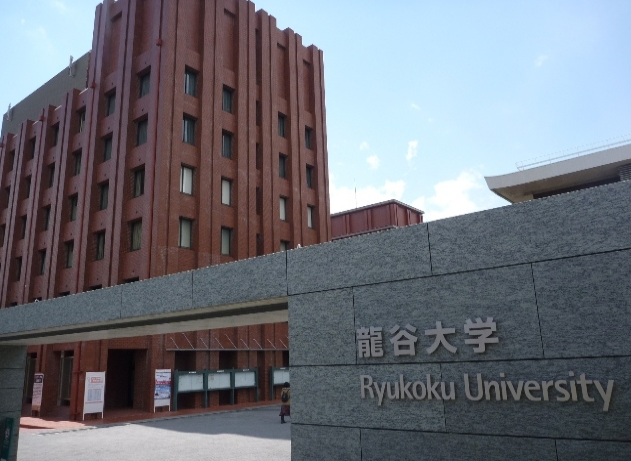 龍谷大学
Ryukoku University